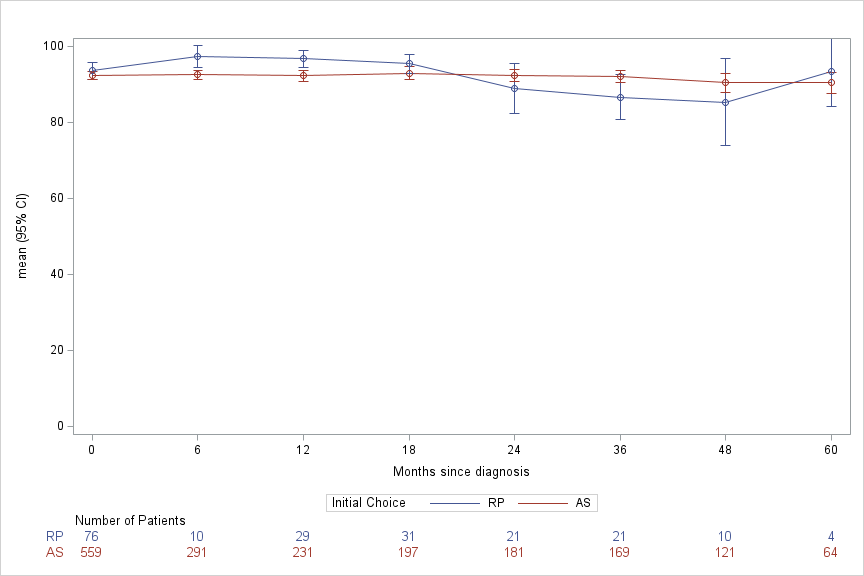 100
80
60
40
20
0
mean (95% CI)
0 6 12 18 24 36 48 60
Months since diagnosis
Initial Choice RP AS
Number of Patients
RP 76 10 29 31 21 21 10 4
AS 559 291 231 197 181 169 121 64